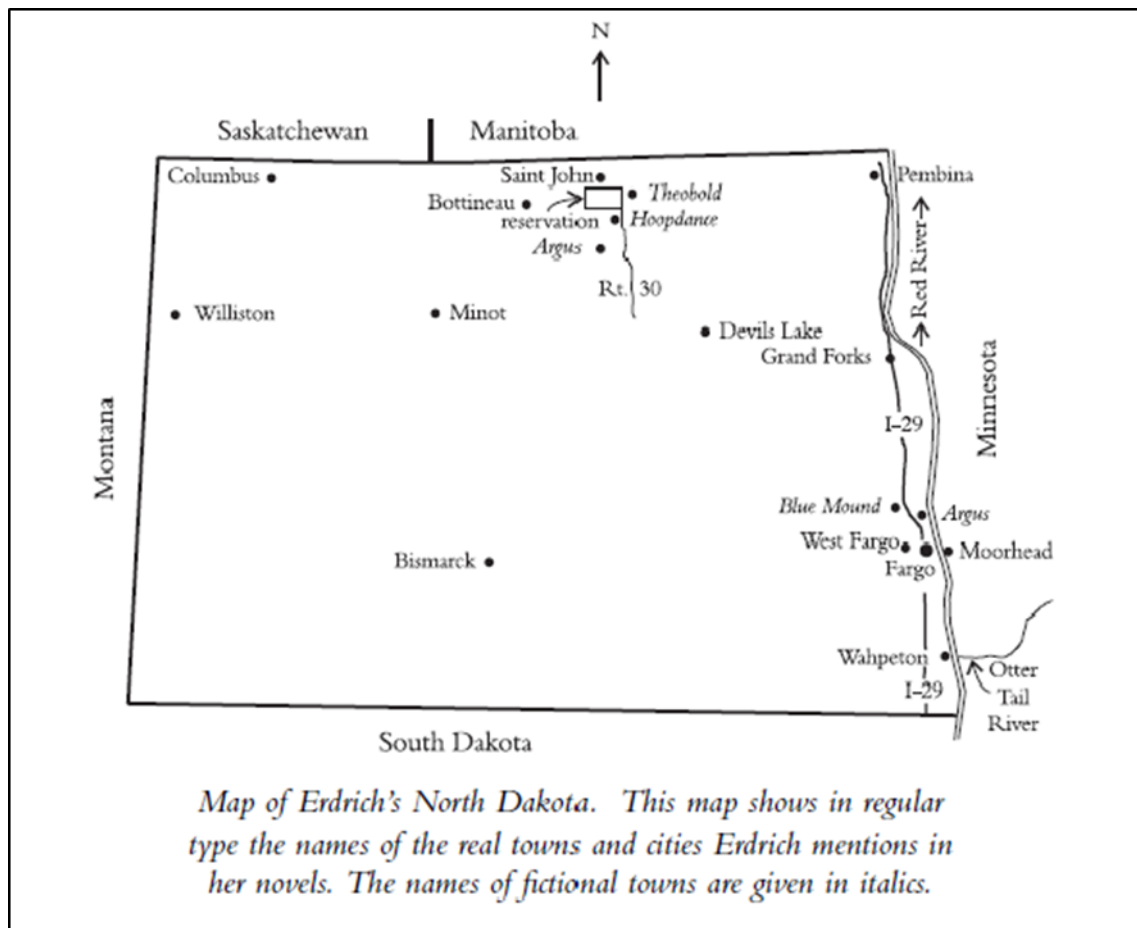 N
Saskatchewan
Manitoba
Columbus
Saint John
Pembina
Theobold
Bottineau
reservation
Hoopdance
Argus
Rt. 30
Red River
Williston
Minot
Devils Lake
Grand Forks
Minnesota
Montana
I-29
Blue Mound
Argus
West Fargo
Moorhead
Fargo
Bismarck
Wahpeton
Otter
Tail
River
I-29
South Dakota
Map of Erdrich's North Dakota. This map shows in regular
type the names of the real towns and cities Erdrich mentions in
her novels. The names of fictional towns are given in italics.